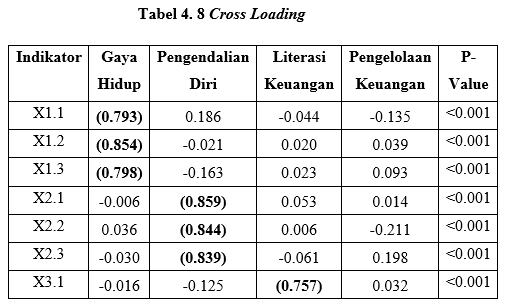 Tabel 4. 8 Cross Loading
Indikator Gaya Hidup Pengendalian Diri Literasi Keuangan Pengelolaan Keuangan P-Value
X1.1 (0.793) 0.186 -0.044 -0.135 <0.001
X1.2 (0.854) -0.021 0.020 0.039 <0.001
X1.3 (0.798) -0.163 0.023 0.093 <0.001
X2.1 -0.006 (0.859) 0.053 0.014 <0.001
X2.2 0.036 (0.844) 0.006 -0.211 <0.001
X2.3 -0.030 (0.839) -0.061 0.198 <0.001
X3.1 -0.016 -0.125 (0.757) 0.032 <0.001